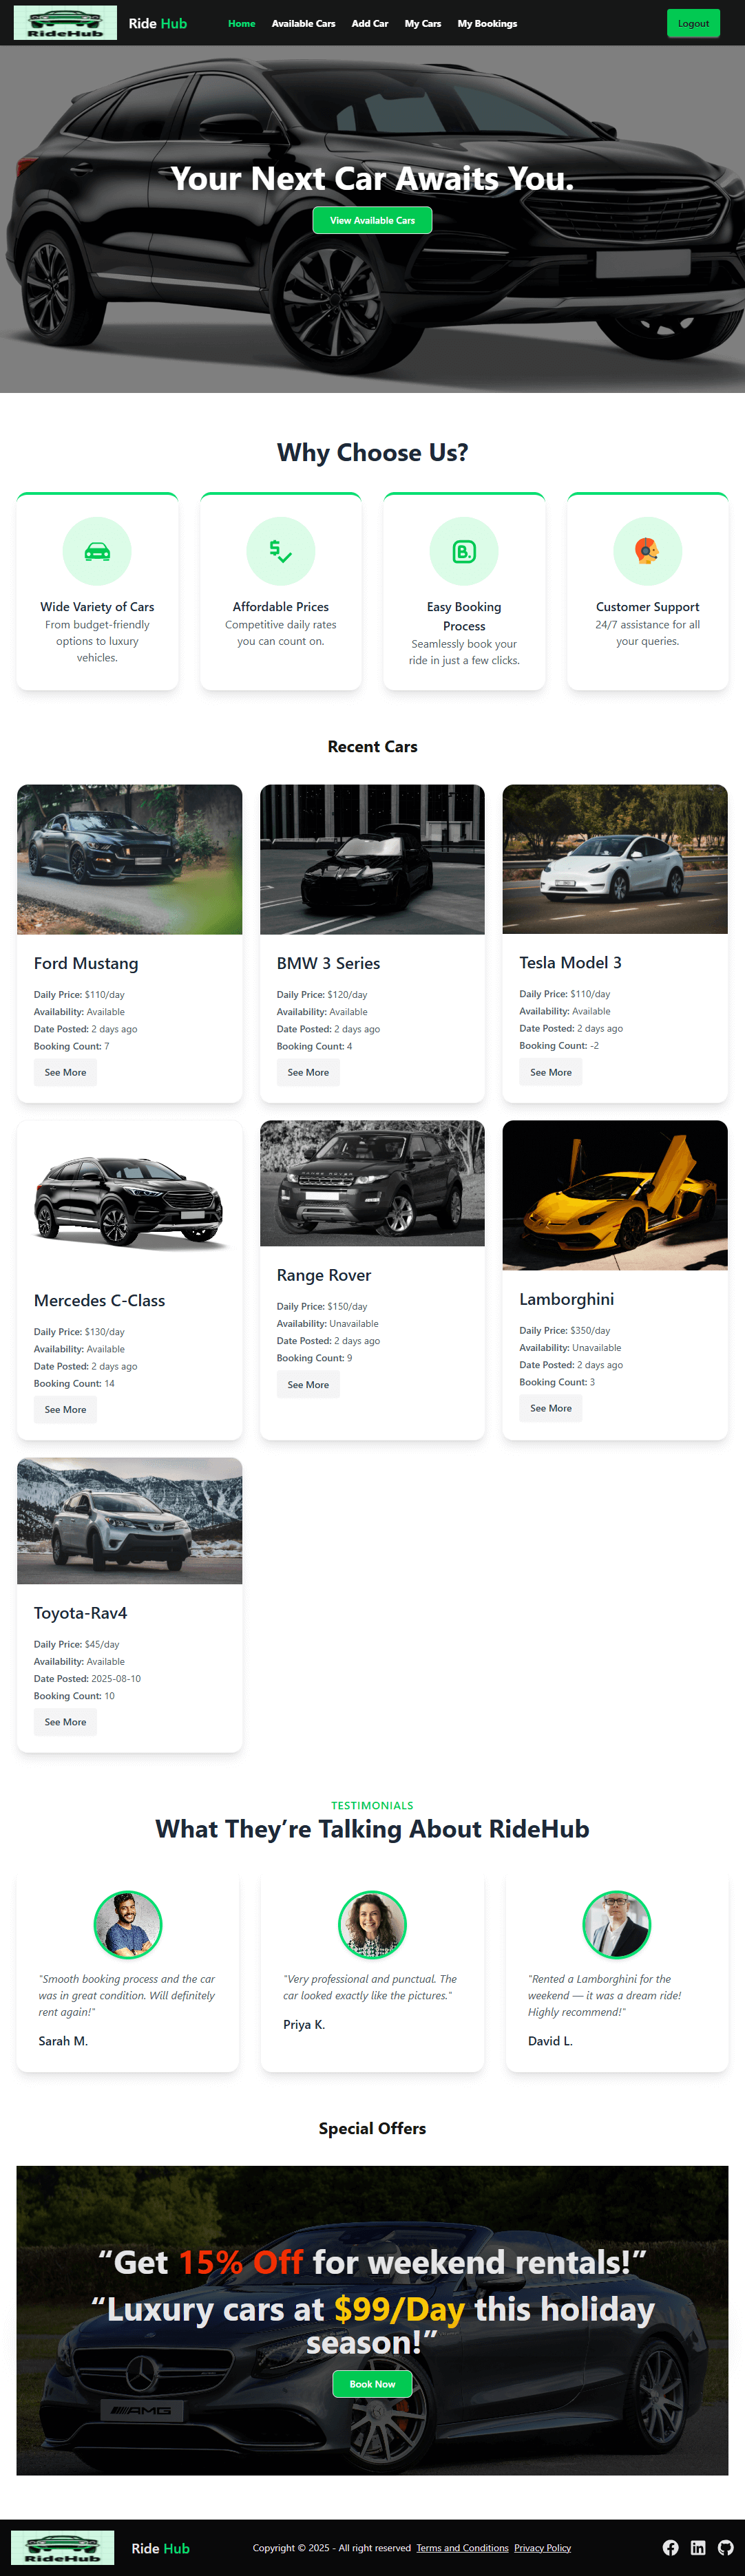 RideHub
Ride Hub
Home
Available Cars
Add Car
My Cars
My Bookings
Logout
Your Next Car Awaits You.
View Available Cars
Why Choose Us?
Wide Variety of Cars
From budget-friendly
options to luxury
vehicles.
Affordable Prices
Competitive daily rates
you can count on.
B.
Easy Booking
Process
Seamlessly book your
ride in just a few clicks.
Customer Support
24/7 assistance for all
your queries.
Recent Cars
Ford Mustang
Daily Price: $110/day
Availability: Available
Date Posted: 2 days ago
Booking Count: 7
See More
BMW 3 Series
Daily Price: $120/day
Availability: Available
Date Posted: 2 days ago
Booking Count: 4
See More
Tesla Model 3
Daily Price: $110/day
Availability: Available
Date Posted: 2 days ago
Booking Count: -2
See More
Mercedes C-Class
Daily Price: $130/day
Availability: Available
Date Posted: 2 days ago
Booking Count: 14
See More
Range Rover
Daily Price: $150/day
Availability: Unavailable
Date Posted: 2 days ago
Booking Count: 9
See More
Lamborghini
Daily Price: $350/day
Availability: Unavailable
Date Posted: 2 days ago
Booking Count: 3
See More
Toyota-Rav4
Daily Price: $45/day
Availability: Available
Date Posted: 2025-08-10
Booking Count: 10
See More
TESTIMONIALS
What They’re Talking About RideHub
"Smooth booking process and the car
was in great condition. Will definitely
rent again!"
Sarah M.
"Very professional and punctual. The
car looked exactly like the pictures."
Priya K.
"Rented a Lamborghini for the
weekend — it was a dream ride!
Highly recommend!"
David L.
Special Offers
“Get 15% Off for weekend rentals!”
“Luxury cars at $99/Day this holiday
season!”
Book Now
AMG
RideHub
Ride Hub
Copyright © 2025 - All right reserved
Terms and Conditions
Privacy Policy